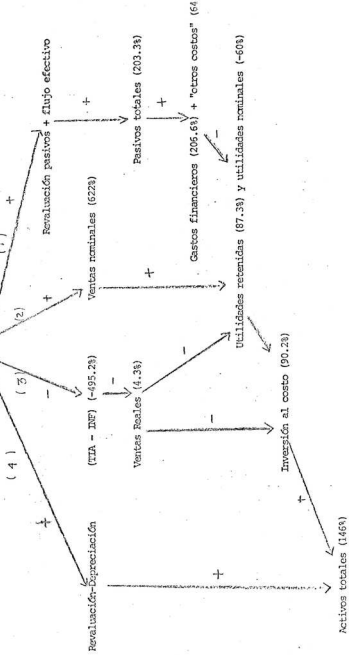 (1)
+
Revaluación pasivos + flujo efectivo
+
Pasivos totales (203.3%)
+
Gastos financieros (206.6%) + "otros costos" (64
-
(2)
+
Ventas nominales (622%)
+
Utilidades retenidas (87.3%) y utilidades nominales (-60%)
(3)
-
(TIA - INF) (-495.2%)
-
Ventas Reales (4.3%)
-
-
Inversión al costo (90.2%)
+
(4)
+
Revaluación-Depreciación
+
Activos totales (146%)